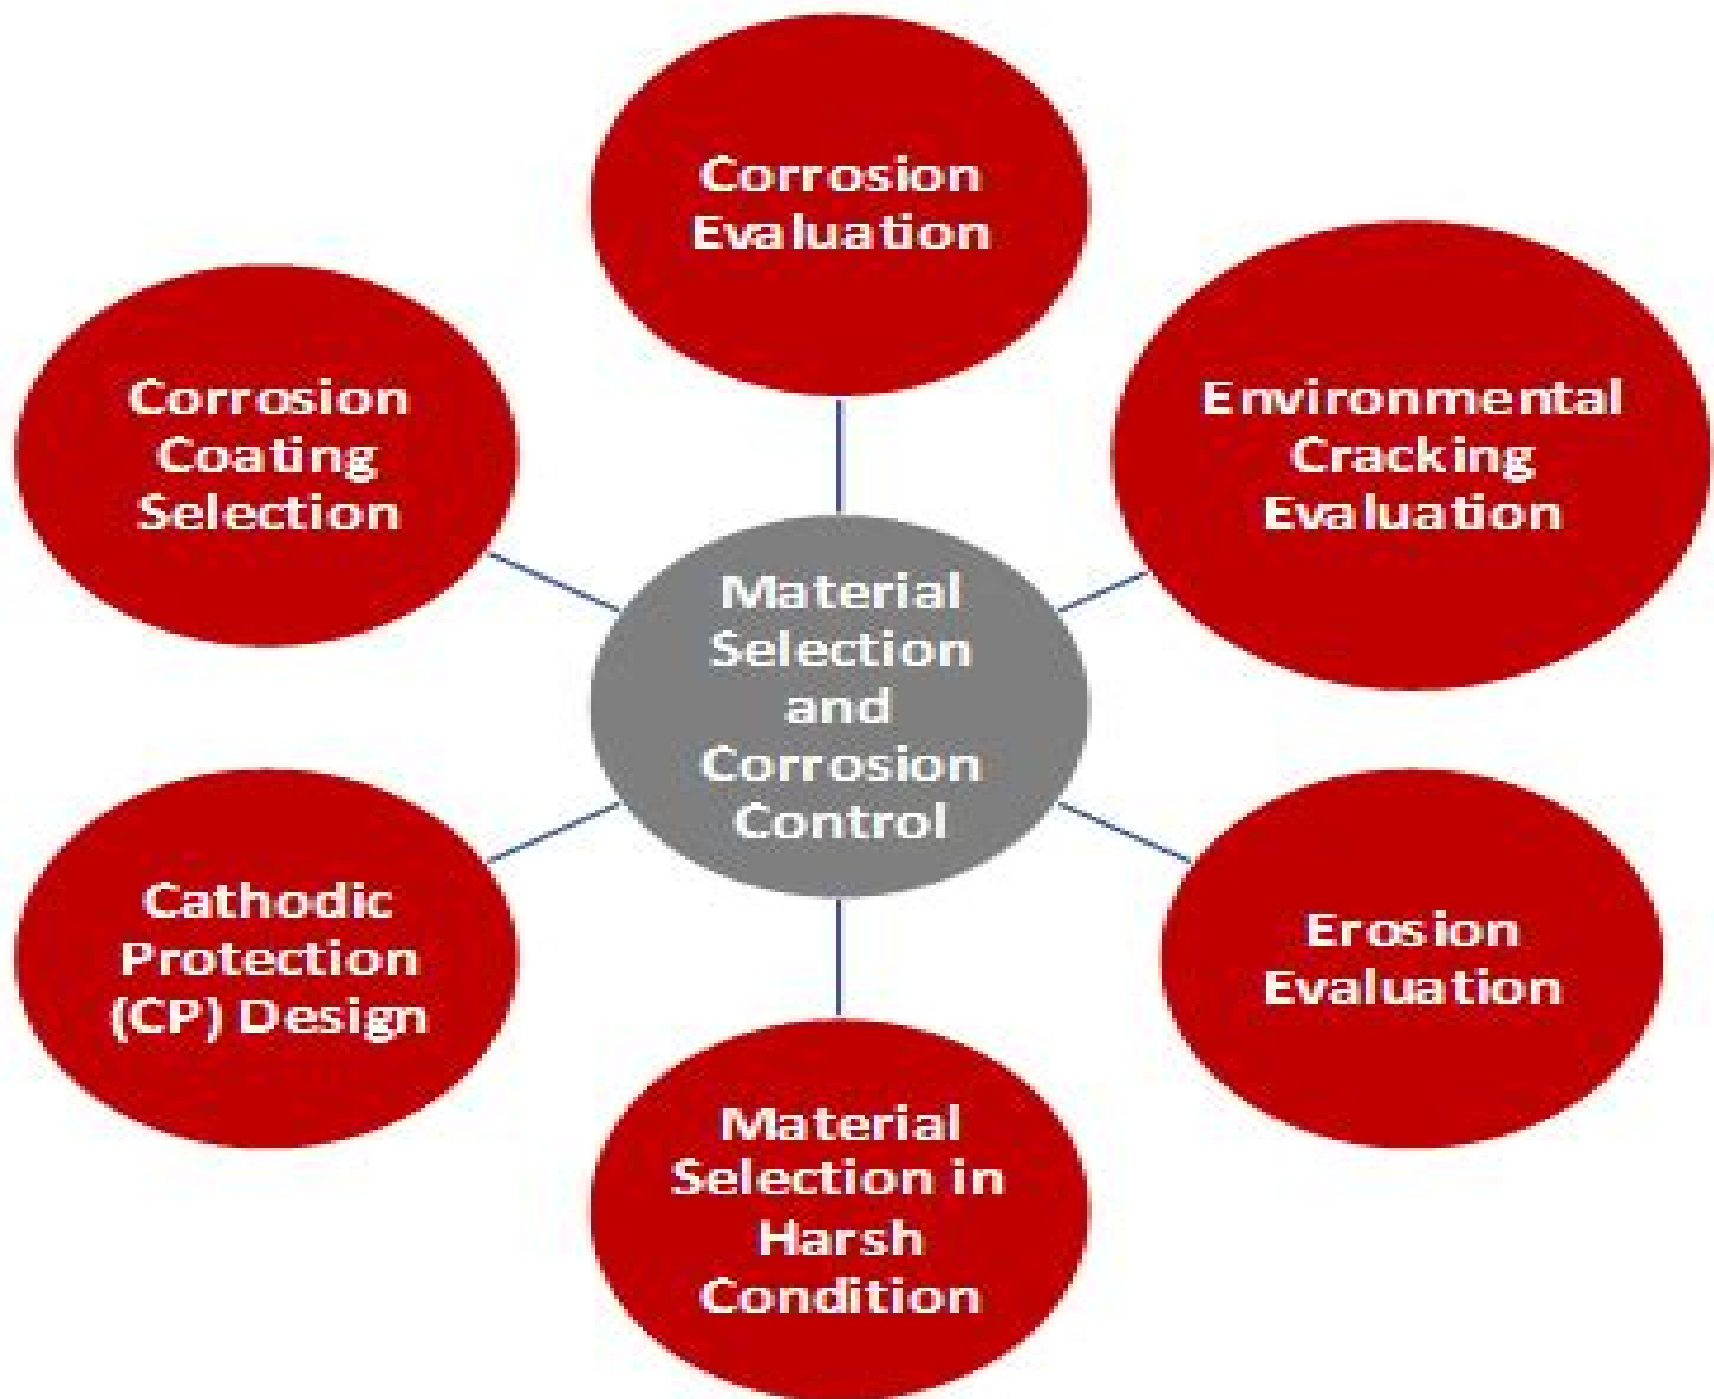 Corrosion
Evaluation
Environmental
Cracking
Evaluation
Erosion
Evaluation
Material
Selection in
Harsh
Condition
Cathodic
Protection
(CP) Design
Corrosion
Coating
Selection
Material
Selection
and
Corrosion
Control